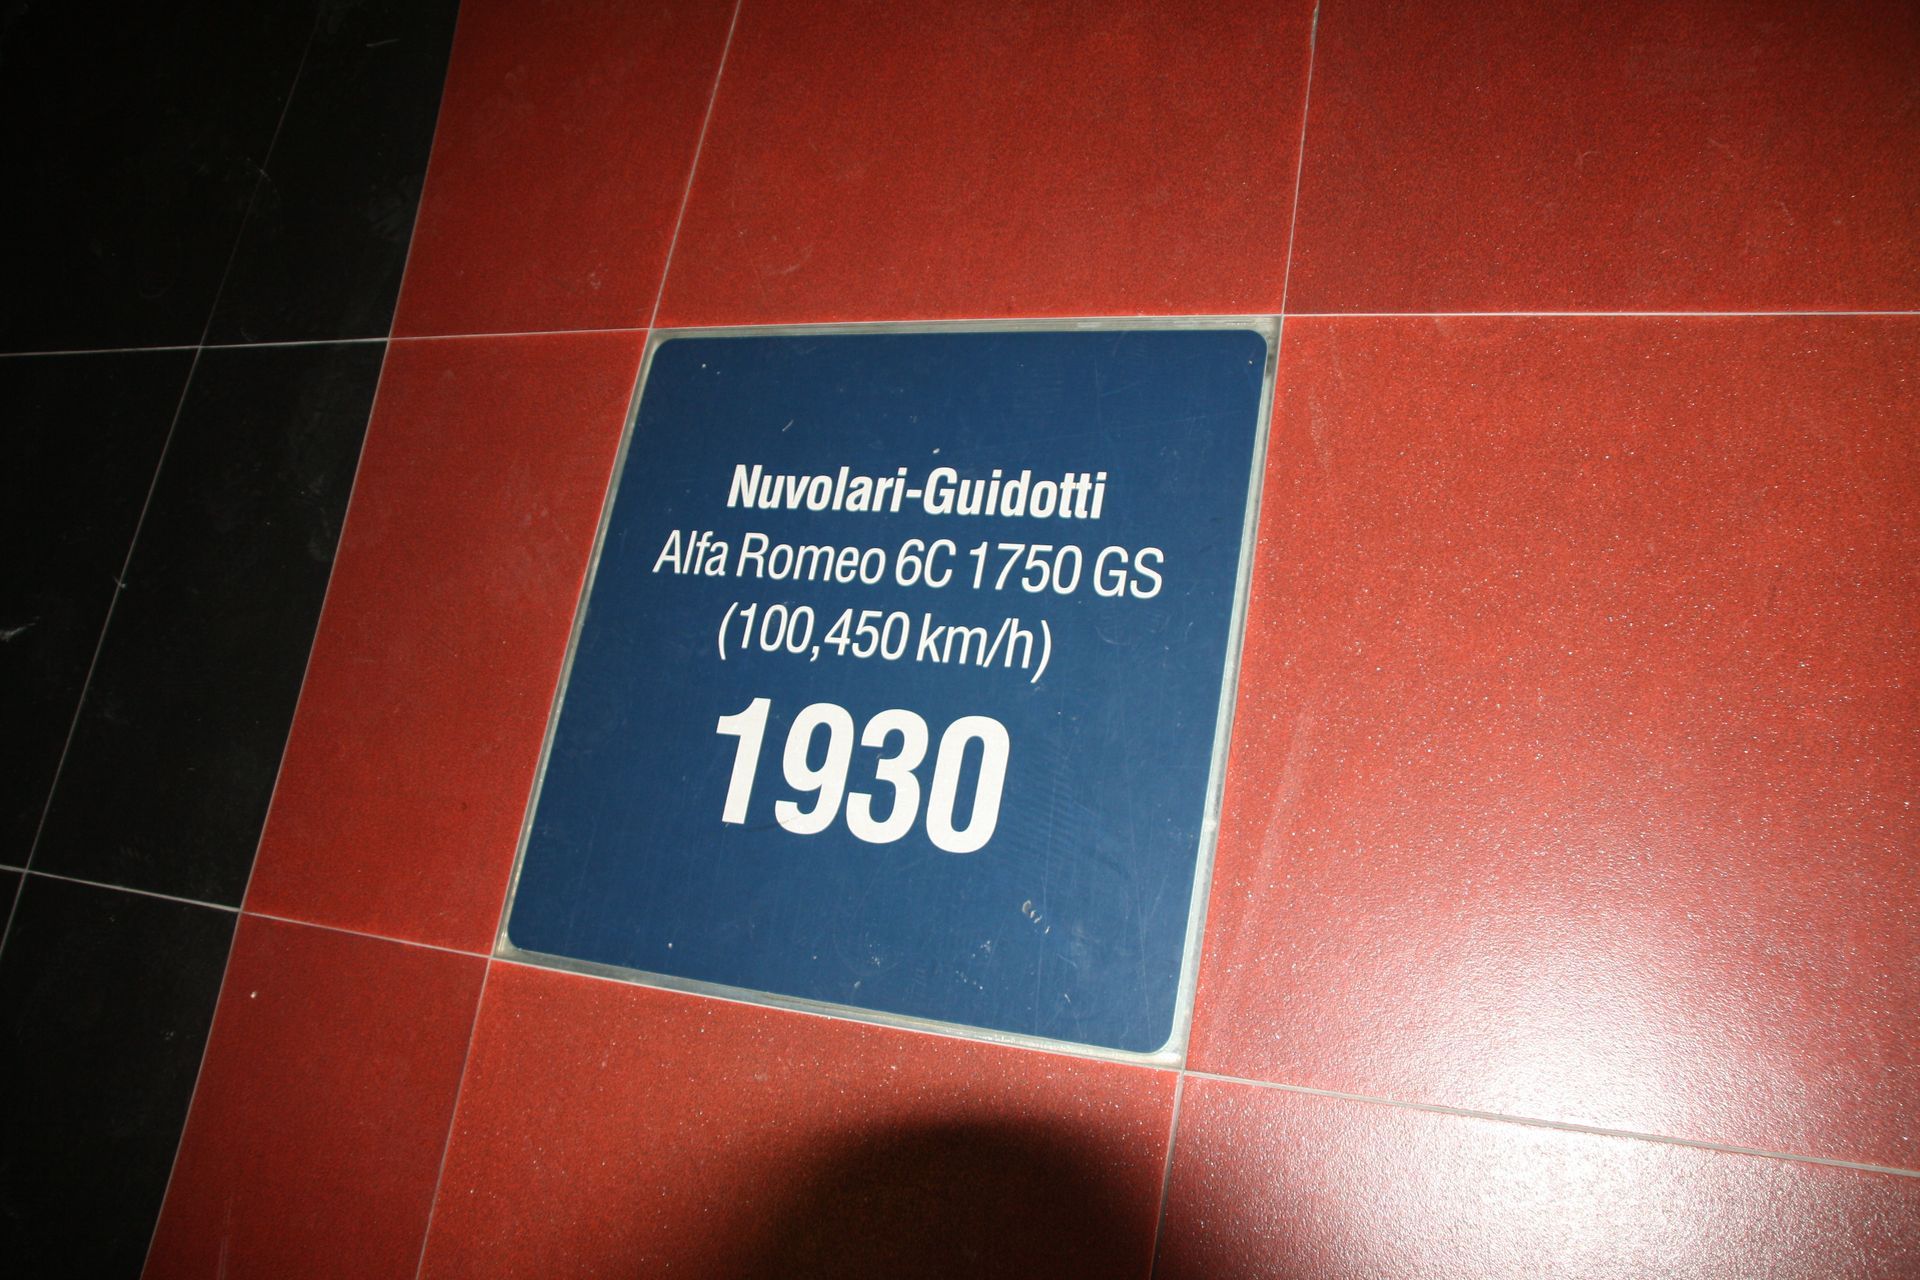 Nuvolari-Guidotti
Alfa Romeo 6C 1750 GS
(100,450 km/h)
1930